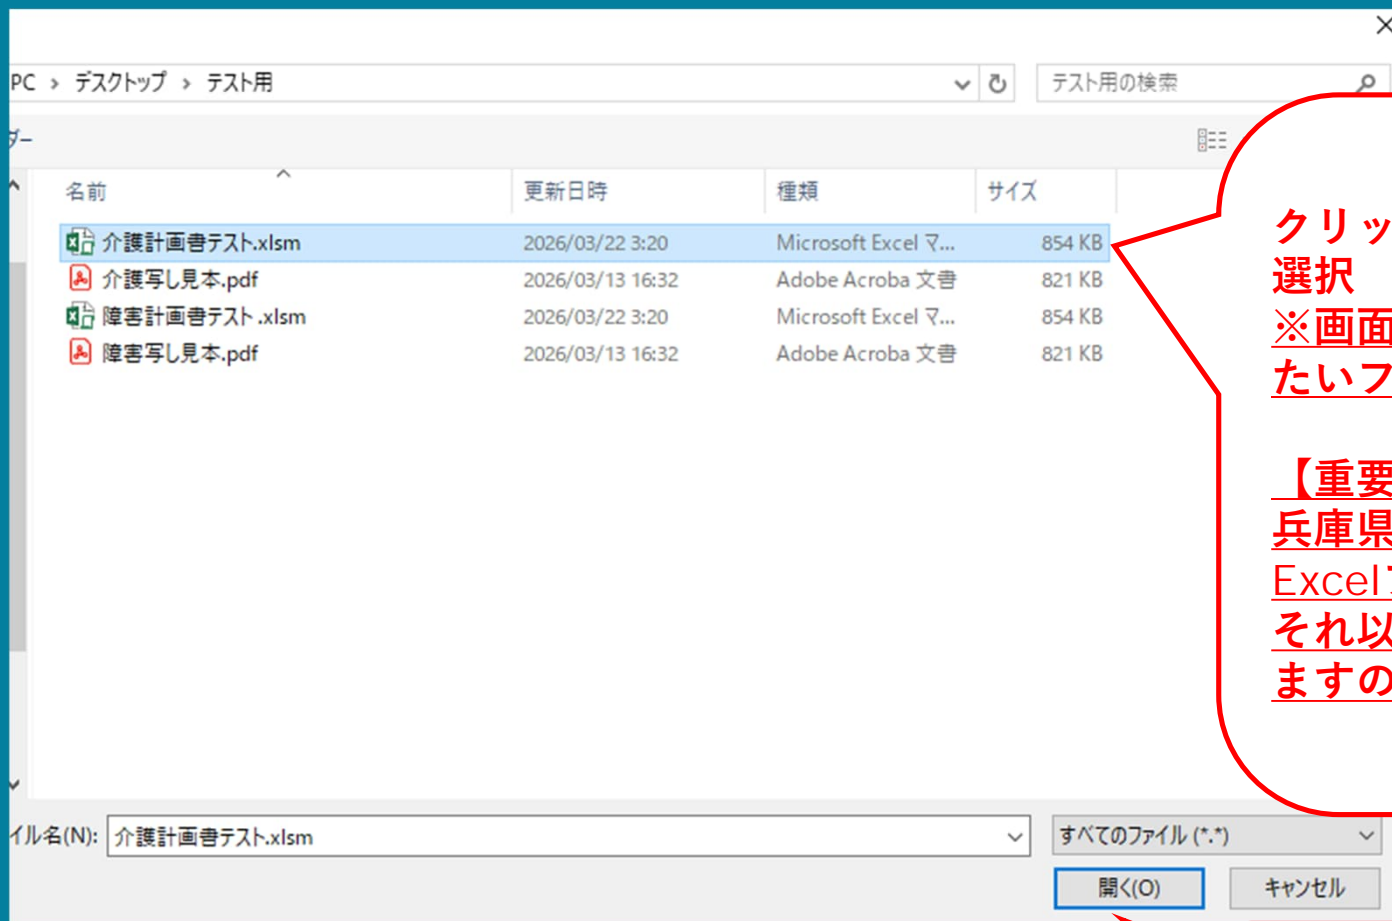 PC › デスクトップ › テスト用
テスト用の検索
ダー
名前 更新日時 種類 サイズ
介護計画書テスト.xlsm 2026/03/22 3:20 Microsoft Excel マ... 854 KB
介護写し見本.pdf 2026/03/13 16:32 Adobe Acroba 文書 821 KB
障害計画書テスト .xlsm 2026/03/22 3:20 Microsoft Excel マ... 854 KB
障害写し見本.pdf 2026/03/13 16:32 Adobe Acroba 文書 821 KB
クリッ
選択
※画面
たいフ
【重要
兵庫県
Excel
それ以
ますの
イル名(N): 介護計画書テスト.xlsm
すべてのファイル (*.*)
開く(O) キャンセル